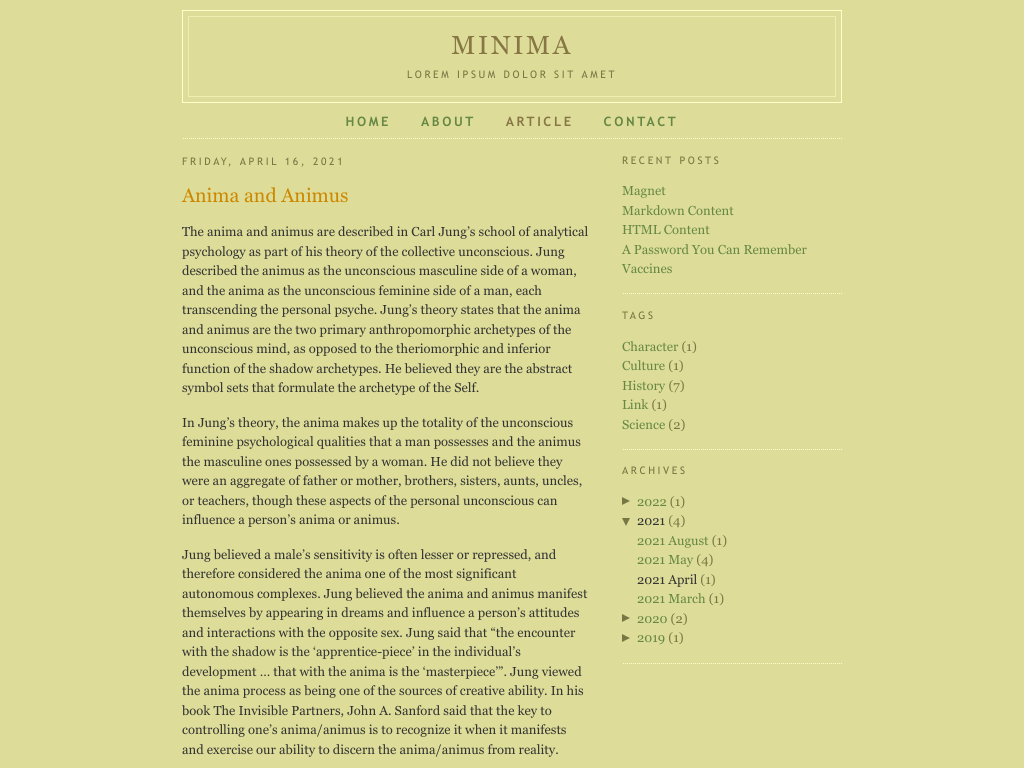 MINIMA
LOREM IPSUM DOLOR SIT AMET
HOME ABOUT ARTICLE CONTACT
FRIDAY, APRIL 16, 2021
Anima and Animus
The anima and animus are described in Carl Jung’s school of analytical
psychology as part of his theory of the collective unconscious. Jung
described the animus as the unconscious masculine side of a woman,
and the anima as the unconscious feminine side of a man, each
transcending the personal psyche. Jung’s theory states that the anima
and animus are the two primary anthropomorphic archetypes of the
unconscious mind, as opposed to the theriomorphic and inferior
function of the shadow archetypes. He believed they are the abstract
symbol sets that formulate the archetype of the Self.
In Jung’s theory, the anima makes up the totality of the unconscious
feminine psychological qualities that a man possesses and the animus
the masculine ones possessed by a woman. He did not believe they
were an aggregate of father or mother, brothers, sisters, aunts, uncles,
or teachers, though these aspects of the personal unconscious can
influence a person’s anima or animus.
Jung believed a male’s sensitivity is often lesser or repressed, and
therefore considered the anima one of the most significant
autonomous complexes. Jung believed the anima and animus manifest
themselves by appearing in dreams and influence a person’s attitudes
and interactions with the opposite sex. Jung said that “the encounter
with the shadow is the ‘apprentice-piece’ in the individual’s
development ... that with the anima is the ‘masterpiece’”. Jung viewed
the anima process as being one of the sources of creative ability. In his
book The Invisible Partners, John A. Sanford said that the key to
controlling one’s anima/animus is to recognize it when it manifests
and exercise our ability to discern the anima/animus from reality.
RECENT POSTS
Magnet
Markdown Content
HTML Content
A Password You Can Remember
Vaccines
TAGS
Character (1)
Culture (1)
History (7)
Link (1)
Science (2)
ARCHIVES
► 2022 (1)
▼ 2021 (4)
2021 August (1)
2021 May (4)
2021 April (1)
2021 March (1)
► 2020 (2)
► 2019 (1)